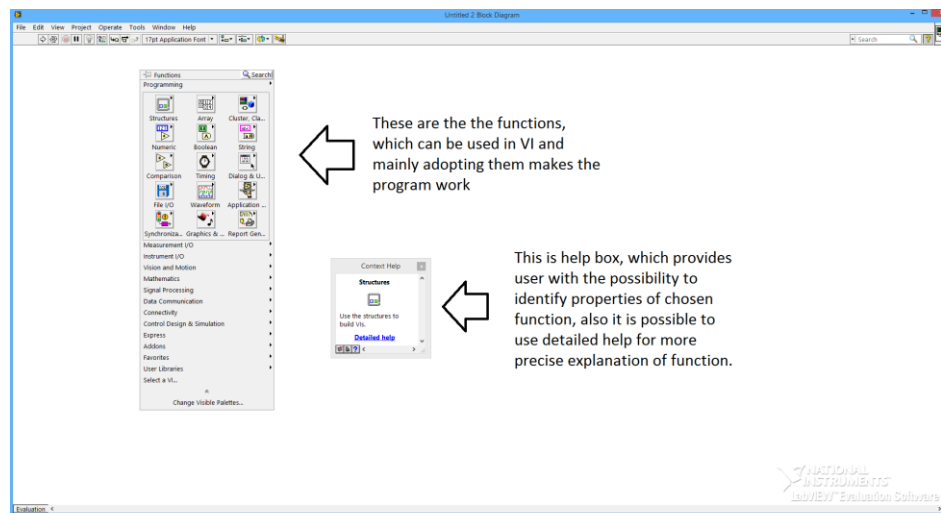 Untitled 2 Block Diagram
File Edit View Project Operate Tools Window Help
17pt Application Font
Search
Functions
Search
Programming
Structures Array Cluster, Cla...
Numeric Boolean String
Comparison Timing Dialog & U...
File I/O Waveform Application ...
Synchroniza... Graphics & ... Report Gen...
Measurement I/O
Instrument I/O
Vision and Motion
Mathematics
Signal Processing
Data Communication
Connectivity
Control Design & Simulation
Express
Addons
Favorites
User Libraries
Select a VI...
Change Visible Palettes...
These are the the functions,
which can be used in VI and
mainly adopting them makes the
program work
Context Help
Structures
Use the structures to
build VIs.
Detailed help
This is help box, which provides
user with the possibility to
identify properties of chosen
function, also it is possible to
use detailed help for more
precise explanation of function.
NATIONAL
INSTRUMENTS
LabVIEW™ Evaluation Software
Evaluation